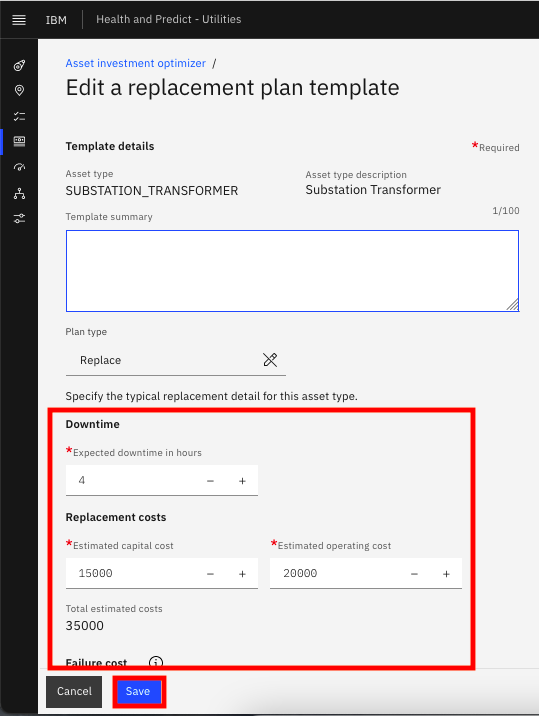 IBM Health and Predict - Utilities
Asset investment optimizer /
Edit a replacement plan template
Template details *Required
Asset type Asset type description
SUBSTATION_TRANSFORMER Substation Transformer
Template summary 1/100
Plan type
Replace
Specify the typical replacement detail for this asset type.
Downtime
*Expected downtime in hours
4 − +
Replacement costs
*Estimated capital cost *Estimated operating cost
15000 − + 20000 − +
Total estimated costs
35000
Failure cost
Cancel Save